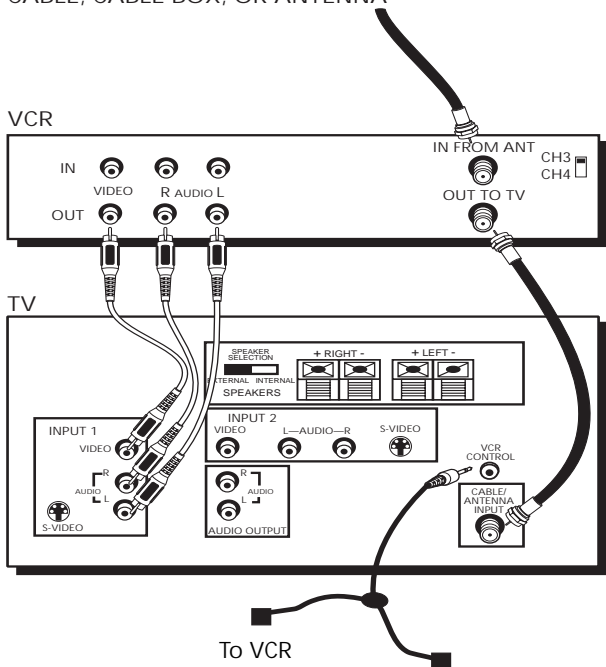 CABLE, CABLE BOX, OR ANTENNA
VCR
IN FROM ANT
CH3
CH4
IN
VIDEO
R AUDIO L
OUT TO TV
OUT
TV
SPEAKER
SELECTION
EXTERNAL INTERNAL
SPEAKERS
+ RIGHT -
+ LEFT -
INPUT 1
VIDEO
R
AUDIO
L
S-VIDEO
INPUT 2
VIDEO
L—AUDIO—R
S-VIDEO
R
AUDIO
L
AUDIO OUTPUT
VCR
CONTROL
CABLE/
ANTENNA
INPUT
To VCR